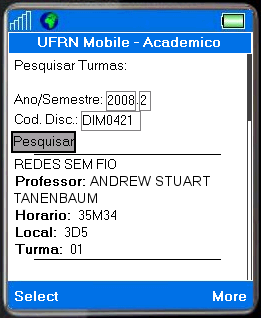 UFRN Mobile - Academico
Pesquisar Turmas:
Ano/Semestre: 2008.2
Cod. Disc.: DIM0421
Pesquisar
REDES SEM FIO
Professor: ANDREW STUART
TANENBAUM
Horario: 35M34
Local: 3D5
Turma: 01
Select More